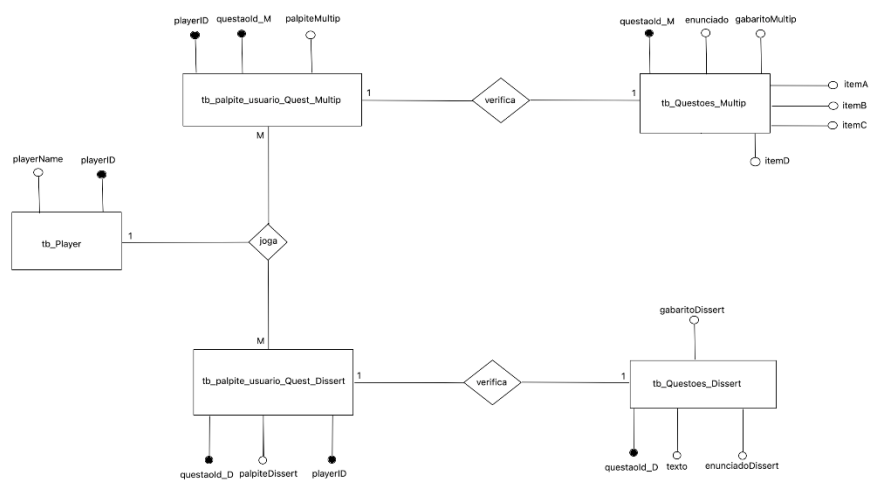 playerID
questaoId_M
palpiteMultip
questaoId_M
enunciado
gabaritoMultip
tb_palpite_usuario_Quest_Multip
1
verifica
1
tb_Questoes_Multip
itemA
itemB
itemC
itemD
M
playerName
playerID
tb_Player
1
joga
M
gabaritoDissert
tb_palpite_usuario_Quest_Dissert
1
verifica
1
tb_Questoes_Dissert
questaoId_D
palpiteDissert
playerID
questaoId_D
texto
enunciadoDissert